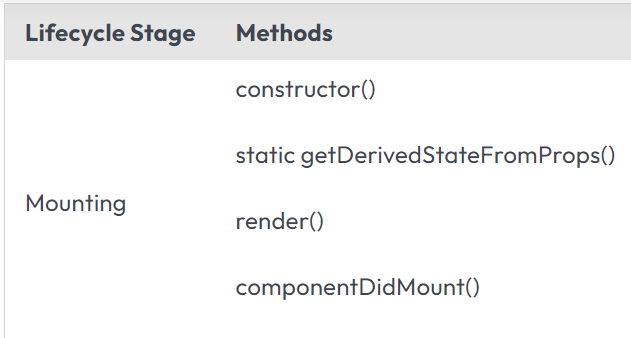 Lifecycle Stage Methods
constructor()
static getDerivedStateFromProps()
Mounting
render()
componentDidMount()